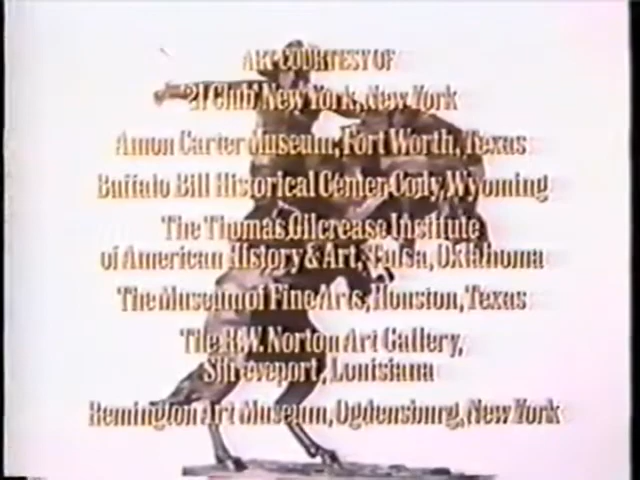 ART COURTESY OF
'21 Club' New York, New York
Amon Carter Museum, Fort Worth, Texas
Buffalo Bill Historical Center, Cody, Wyoming
The Thomas Gilcrease Institute
of American History & Art, Tulsa, Oklahoma
The Museum of Fine Arts, Houston, Texas
The R.W. Norton Art Gallery,
Shreveport, Louisiana
Remington Art Museum, Ogdensburg, New York